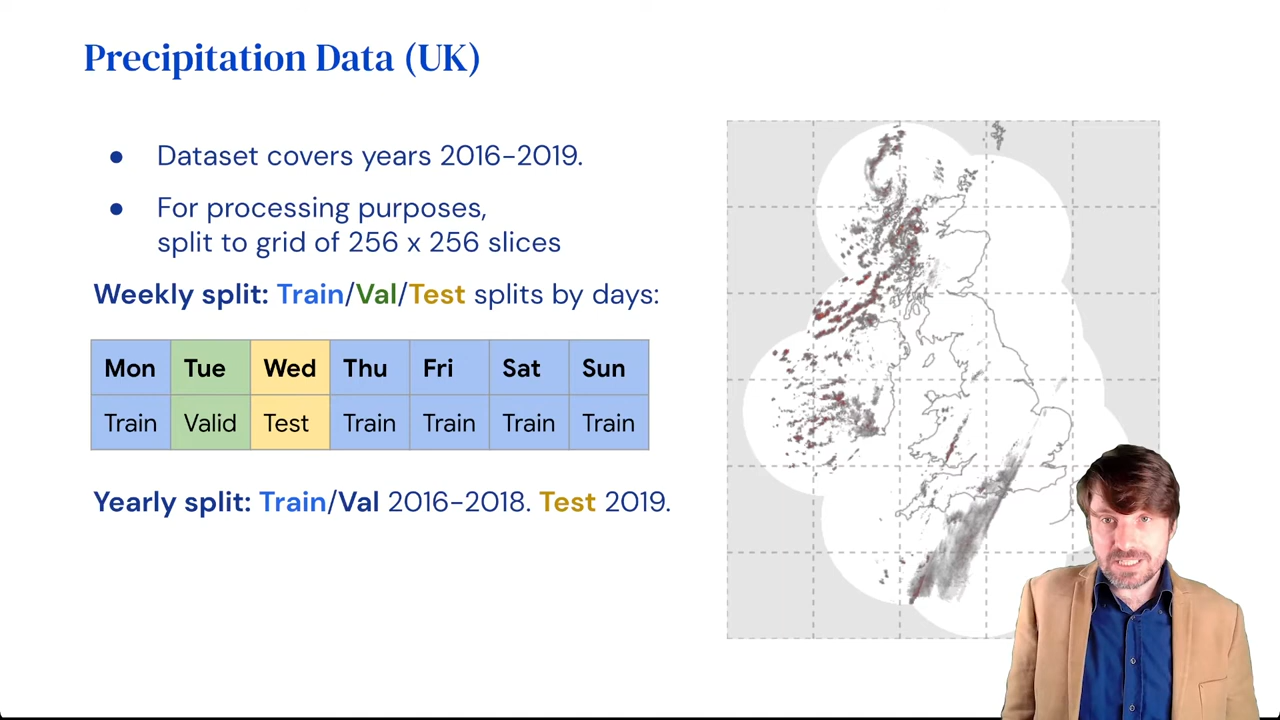 Precipitation Data (UK)
● Dataset covers years 2016–2019.
● For processing purposes,
split to grid of 256 x 256 slices
Weekly split: Train/Val/Test splits by days:
Mon Tue Wed Thu Fri Sat Sun
Train Valid Test Train Train Train Train
Yearly split: Train/Val 2016–2018. Test 2019.